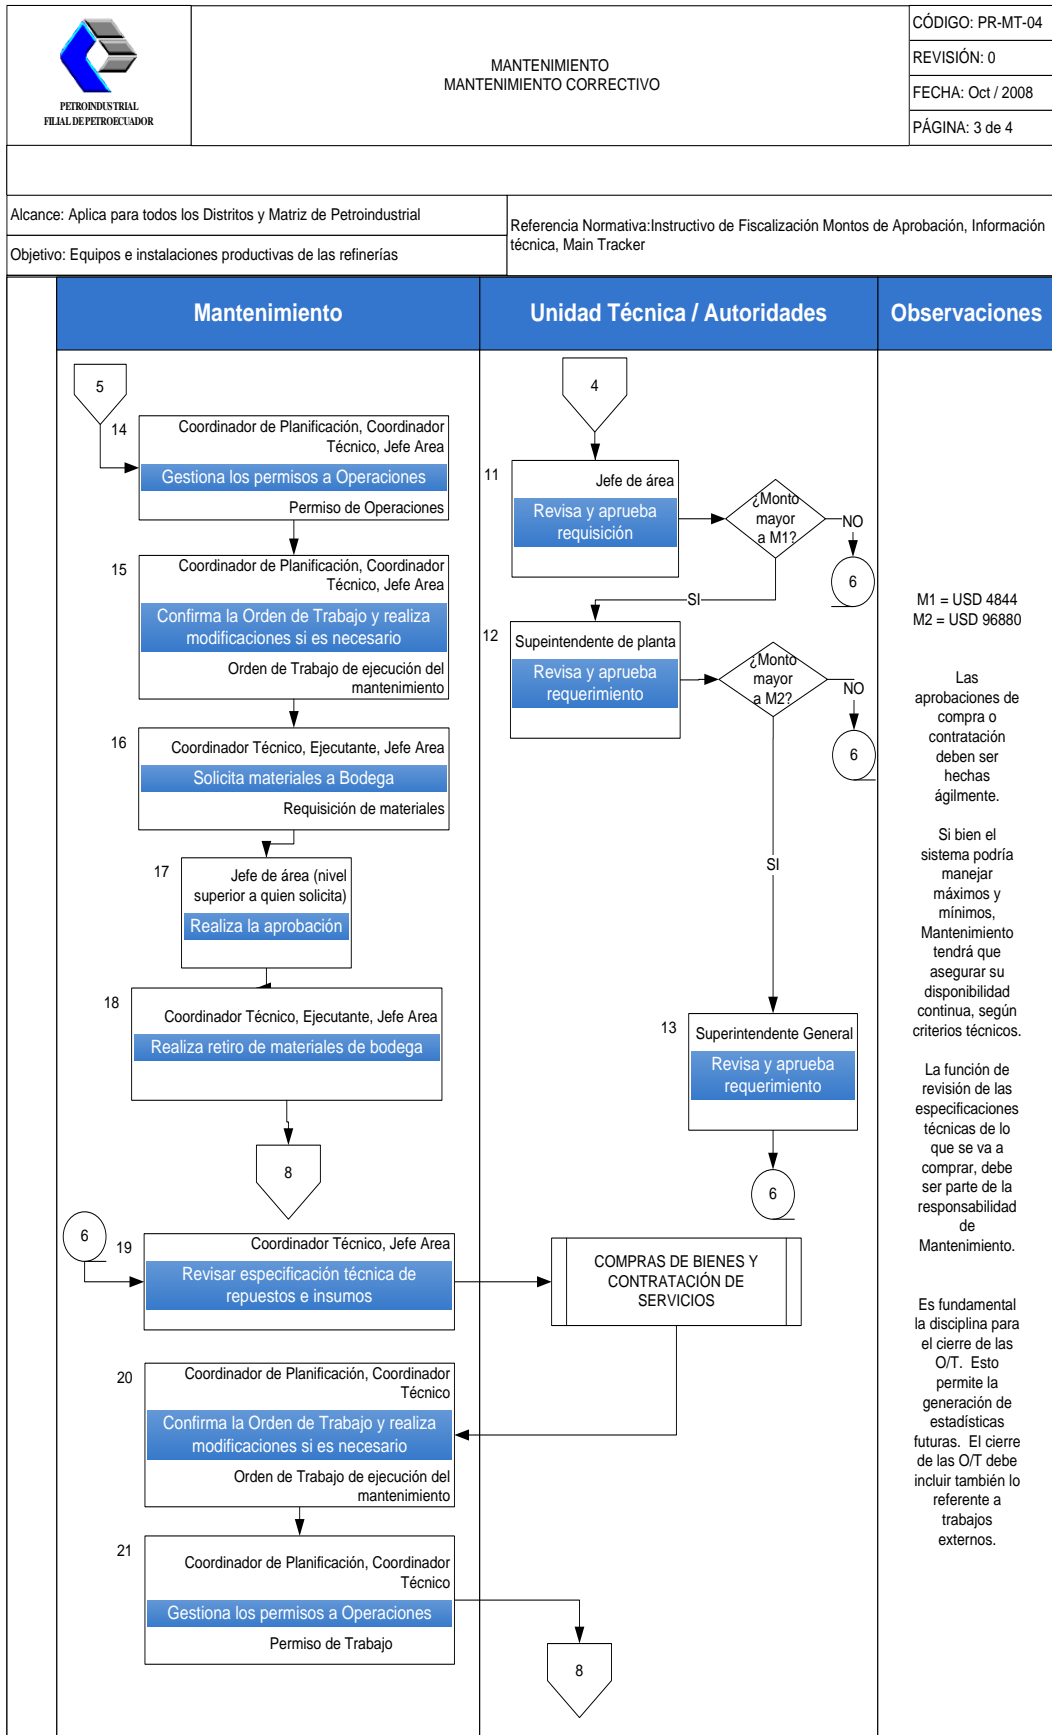 PETROINDUSTRIAL
FILIAL DE PETROECUADOR
MANTENIMIENTO
MANTENIMIENTO CORRECTIVO
CÓDIGO: PR-MT-04
REVISIÓN: 0
FECHA: Oct / 2008
PÁGINA: 3 de 4
Alcance: Aplica para todos los Distritos y Matriz de Petroindustrial
Objetivo: Equipos e instalaciones productivas de las refinerías
Referencia Normativa:Instructivo de Fiscalización Montos de Aprobación, Información
técnica, Main Tracker
Mantenimiento
Unidad Técnica / Autoridades
Observaciones
5
14
Coordinador de Planificación, Coordinador
Técnico, Jefe Area
Gestiona los permisos a Operaciones
Permiso de Operaciones
15
Coordinador de Planificación, Coordinador
Técnico, Jefe Area
Confirma la Orden de Trabajo y realiza
modificaciones si es necesario
Orden de Trabajo de ejecución del
mantenimiento
16
Coordinador Técnico, Ejecutante, Jefe Area
Solicita materiales a Bodega
Requisición de materiales
17
Jefe de área (nivel
superior a quien solicita)
Realiza la aprobación
18
Coordinador Técnico, Ejecutante, Jefe Area
Realiza retiro de materiales de bodega
8
6
19
Coordinador Técnico, Jefe Area
Revisar especificación técnica de
repuestos e insumos
20
Coordinador de Planificación, Coordinador
Técnico
Confirma la Orden de Trabajo y realiza
modificaciones si es necesario
Orden de Trabajo de ejecución del
mantenimiento
21
Coordinador de Planificación, Coordinador
Técnico
Gestiona los permisos a Operaciones
Permiso de Trabajo
4
11
Jefe de área
Revisa y aprueba
requisición
¿Monto
mayor
a M1?
NO
6
SI
12
Supeintendente de planta
Revisa y aprueba
requerimiento
¿Monto
mayor
a M2?
NO
6
SI
13
Superintendente General
Revisa y aprueba
requerimiento
6
COMPRAS DE BIENES Y
CONTRATACIÓN DE
SERVICIOS
8
M1 = USD 4844
M2 = USD 96880
Las
aprobaciones de
compra o
contratación
deben ser
hechas
ágilmente.
Si bien el
sistema podría
manejar
máximos y
mínimos,
Mantenimiento
tendrá que
asegurar su
disponibilidad
continua, según
criterios técnicos.
La función de
revisión de las
especificaciones
técnicas de lo
que se va a
comprar, debe
ser parte de la
responsabilidad
de
Mantenimiento.
Es fundamental
la disciplina para
el cierre de las
O/T. Esto
permite la
generación de
estadísticas
futuras. El cierre
de las O/T debe
incluir también lo
referente a
trabajos
externos.